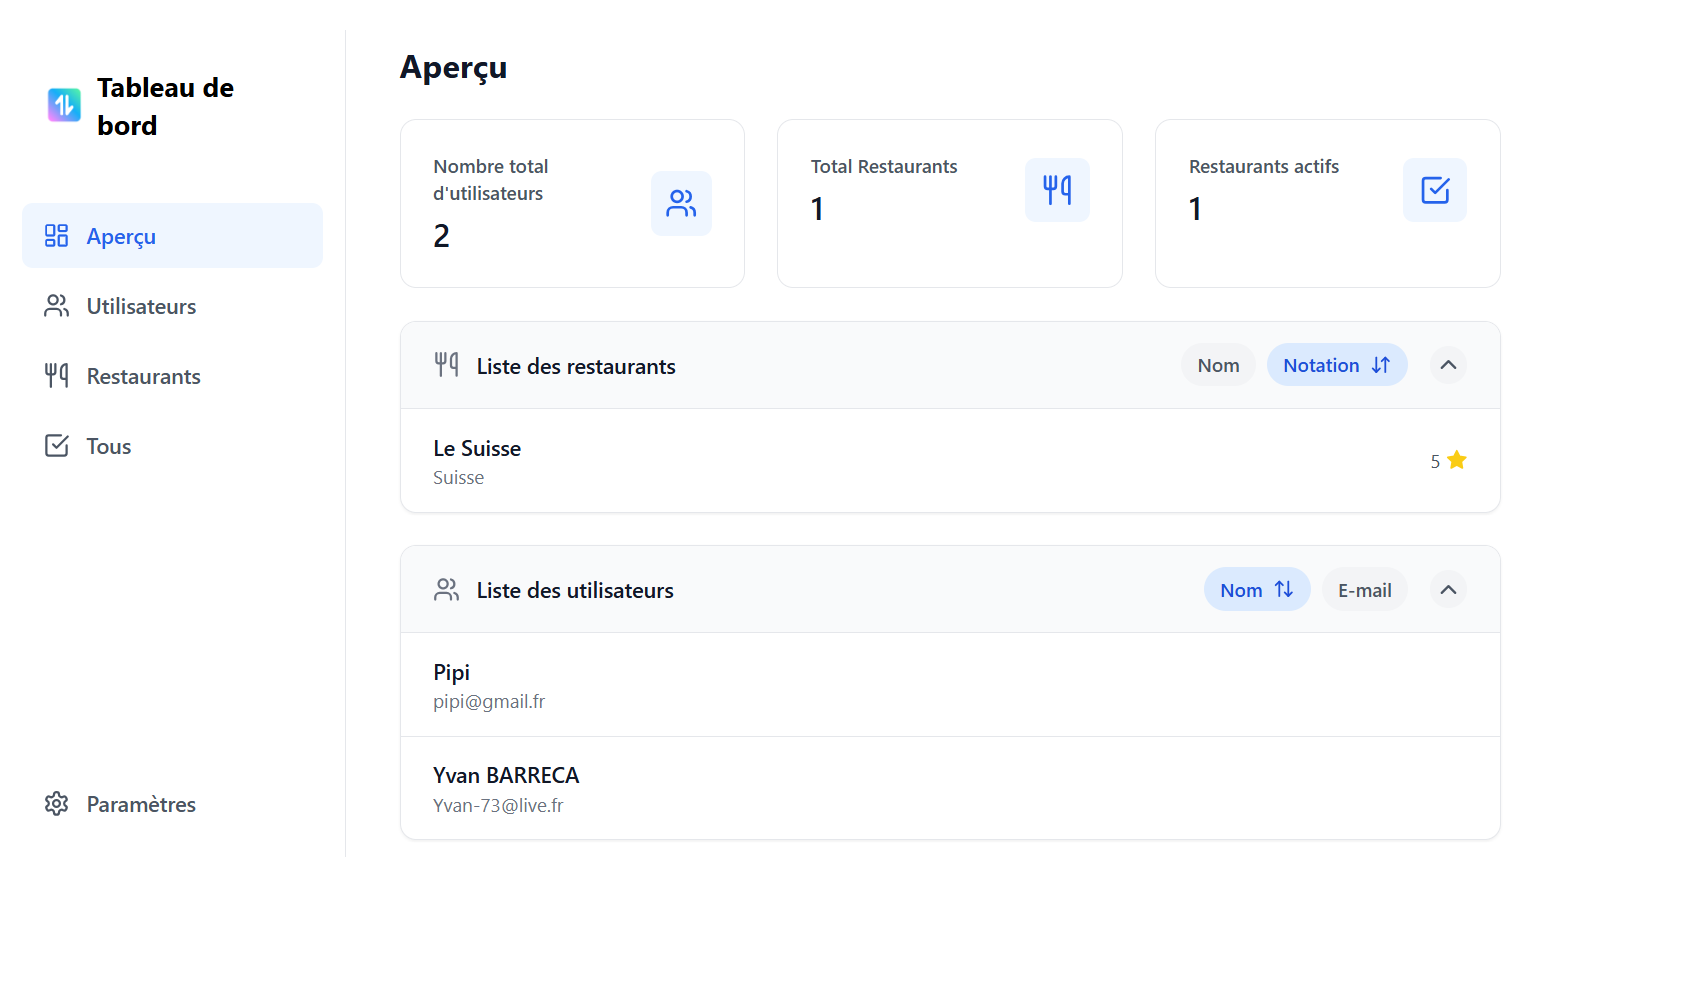 Tableau de
bord
Aperçu
Utilisateurs
Restaurants
Tous
Paramètres
Aperçu
Nombre total
d'utilisateurs
2
Total Restaurants
1
Restaurants actifs
1
Liste des restaurants
Nom
Notation
Le Suisse
Suisse
5
Liste des utilisateurs
Nom
E-mail
Pipi
pipi@gmail.fr
Yvan BARRECA
Yvan-73@live.fr